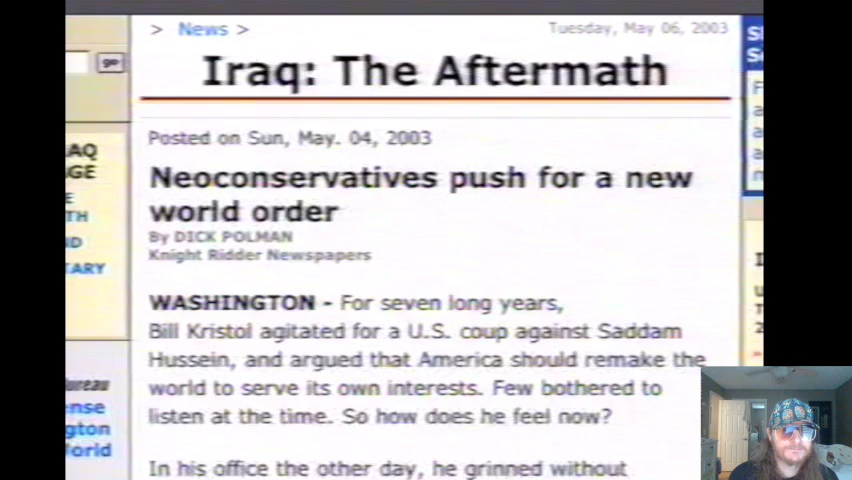 > News >
Tuesday, May 06, 2003
go
Iraq: The Aftermath
Posted on Sun, May. 04, 2003
Neoconservatives push for a new
world order
By DICK POLMAN
Knight Ridder Newspapers
WASHINGTON - For seven long years,
Bill Kristol agitated for a U.S. coup against Saddam
Hussein, and argued that America should remake the
world to serve its own interests. Few bothered to
listen at the time. So how does he feel now?
In his office the other day, he grinned without